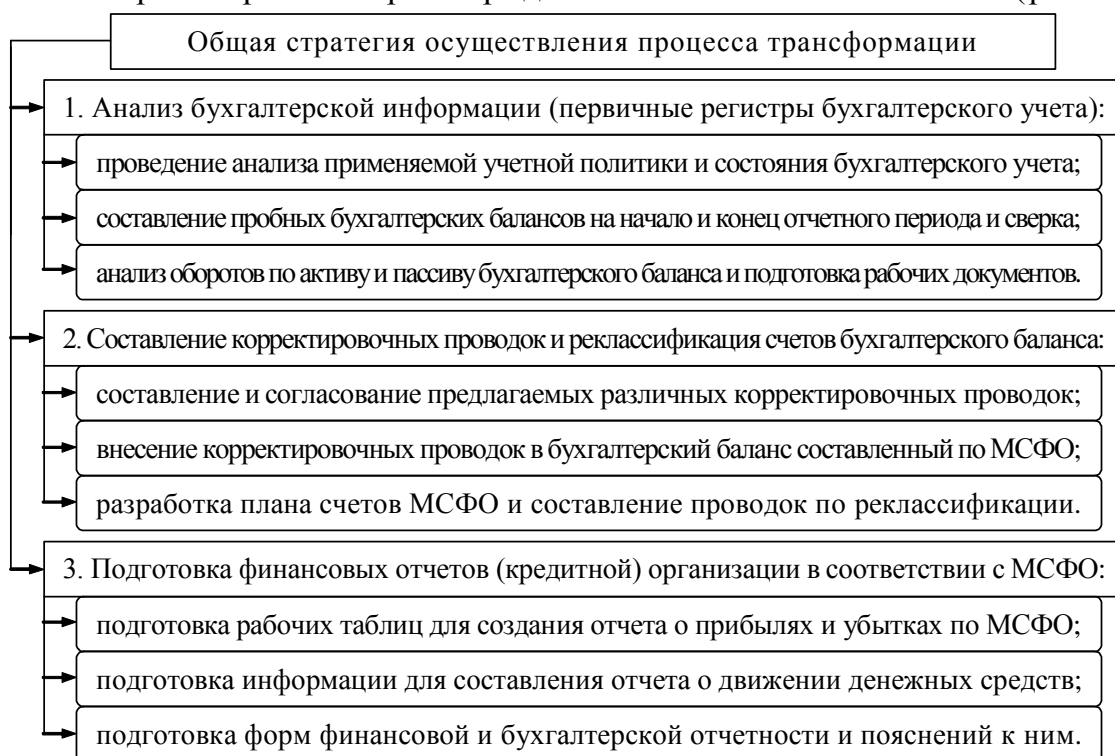 Общая стратегия осуществления процесса трансформации
1. Анализ бухгалтерской информации (первичные регистры бухгалтерского учета):
проведение анализа применяемой учетной политики и состояния бухгалтерского учета;
составление пробных бухгалтерских балансов на начало и конец отчетного периода и сверка;
анализ оборотов по активу и пассиву бухгалтерского баланса и подготовка рабочих документов.
2. Составление корректировочных проводок и реклассификация счетов бухгалтерского баланса:
составление и согласование предлагаемых различных корректировочных проводок;
внесение корректировочных проводок в бухгалтерский баланс составленный по МСФО;
разработка плана счетов МСФО и составление проводок по реклассификации.
3. Подготовка финансовых отчетов (кредитной) организации в соответствии с МСФО:
подготовка рабочих таблиц для создания отчета о прибылях и убытках по МСФО;
подготовка информации для составления отчета о движении денежных средств;
подготовка форм финансовой и бухгалтерской отчетности и пояснений к ним.